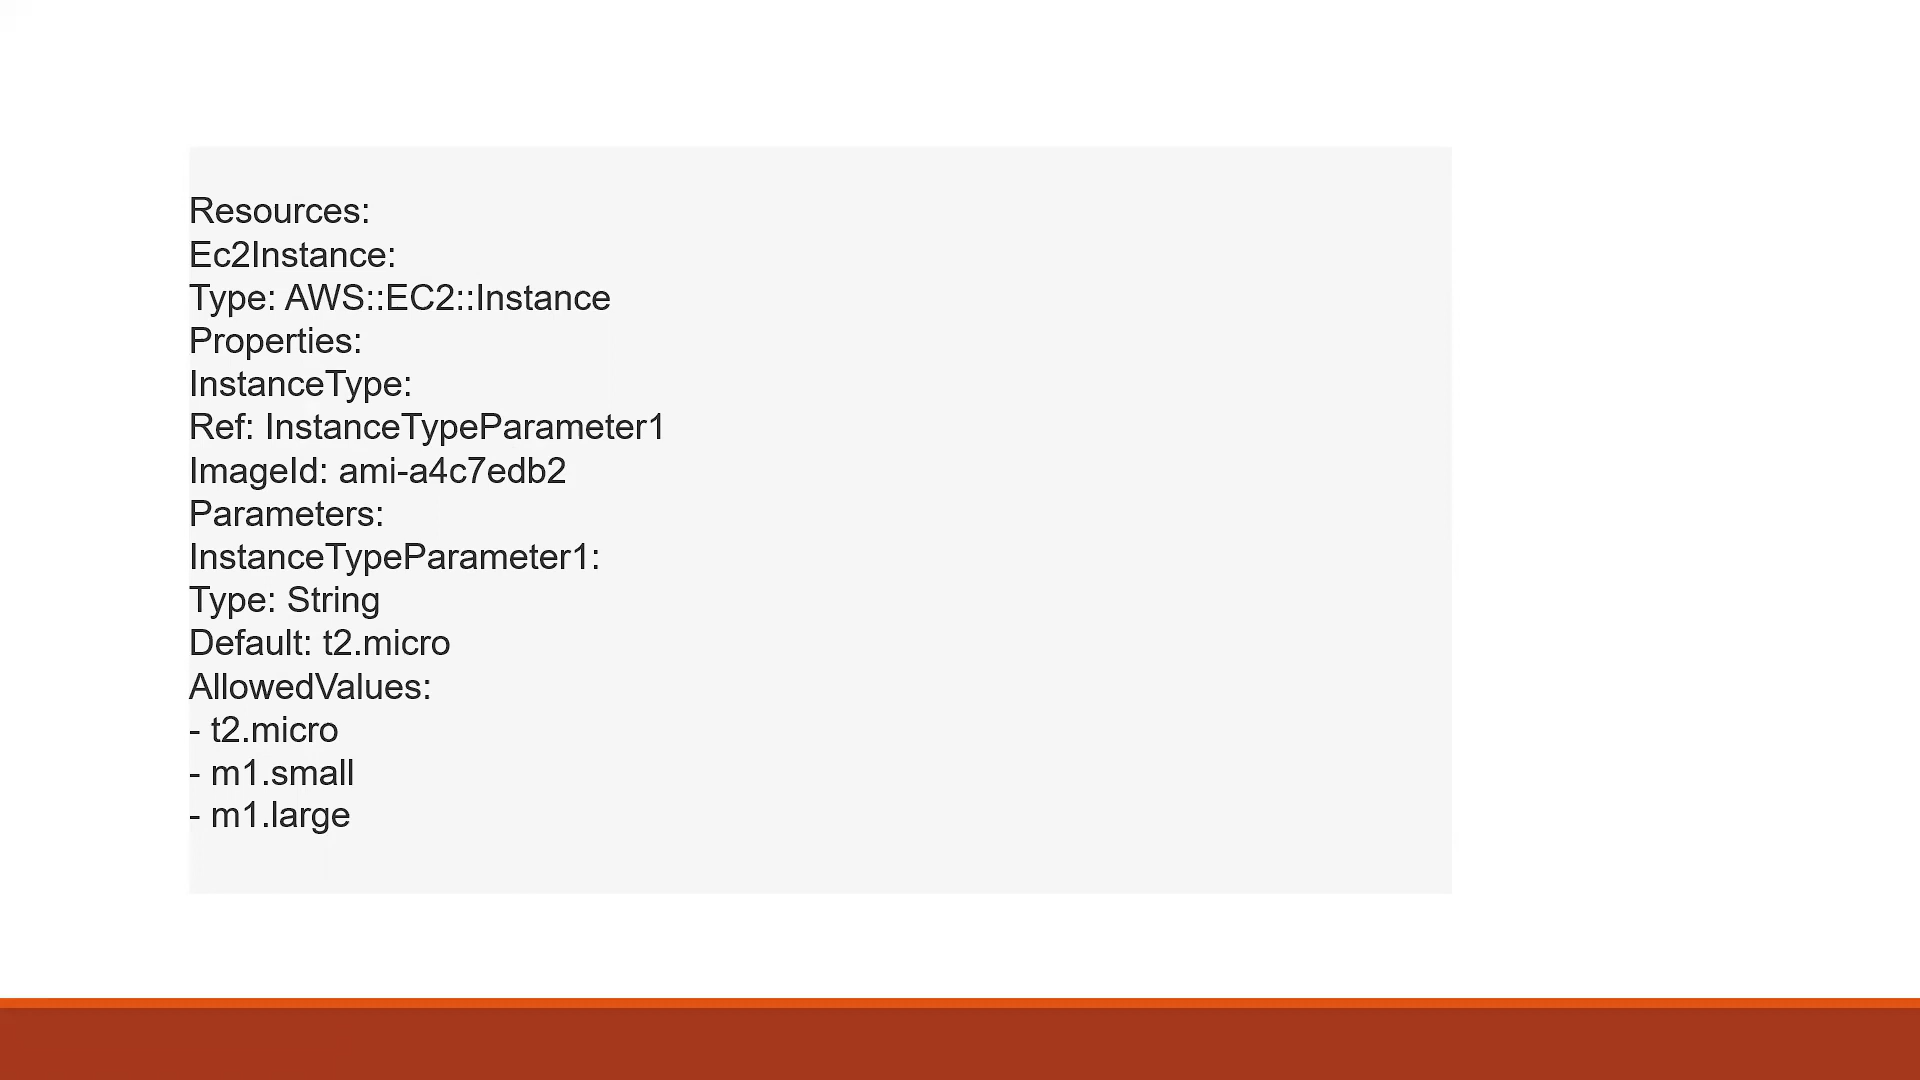 Resources:
Ec2Instance:
Type: AWS::EC2::Instance
Properties:
InstanceType:
Ref: InstanceTypeParameter1
ImageId: ami-a4c7edb2
Parameters:
InstanceTypeParameter1:
Type: String
Default: t2.micro
AllowedValues:
- t2.micro
- m1.small
- m1.large